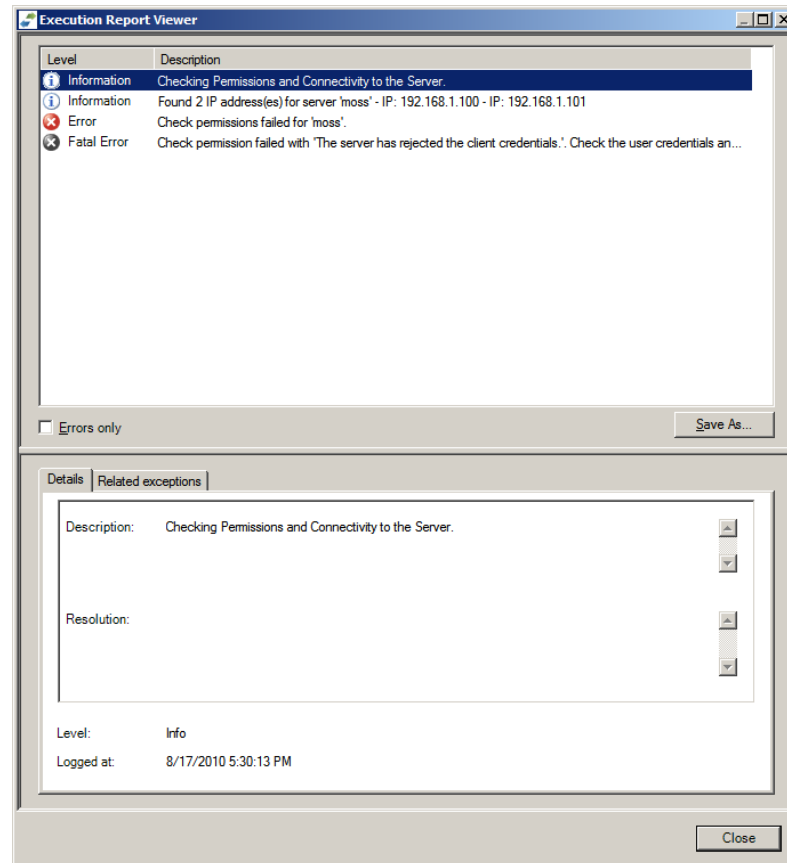 Execution Report Viewer
Level Description
Information Checking Permissions and Connectivity to the Server.
Information Found 2 IP address(es) for server 'moss' - IP: 192.168.1.100 - IP: 192.168.1.101
Error Check permissions failed for 'moss'.
Fatal Error Check permission failed with 'The server has rejected the client credentials.'. Check the user credentials an...
Errors only Save As...
Details Related exceptions
Description: Checking Permissions and Connectivity to the Server.
Resolution:
Level: Info
Logged at: 8/17/2010 5:30:13 PM
Close